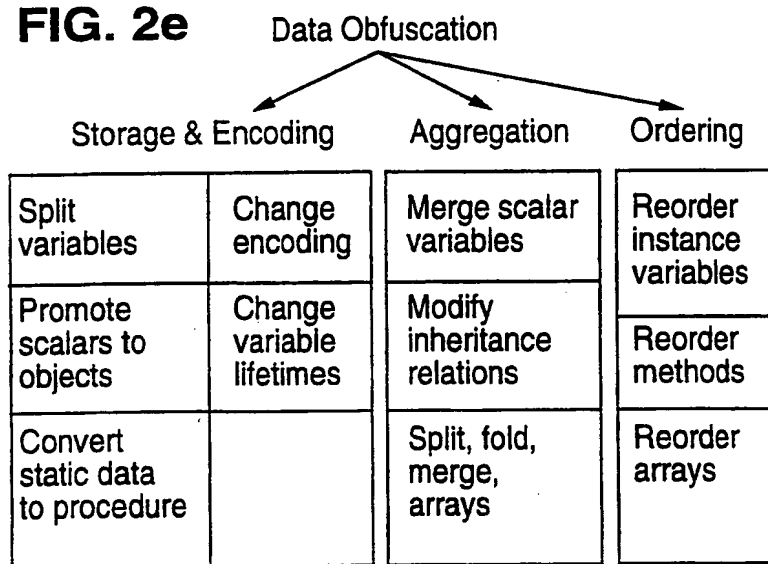 FIG. 2e
Data Obfuscation
Storage & Encoding
Aggregation
Ordering
Split
variables
Change
encoding
Merge scalar
variables
Reorder
instance
variables
Promote
scalars to
objects
Change
variable
lifetimes
Modify
inheritance
relations
Reorder
methods
Convert
static data
to procedure
Split, fold,
merge,
arrays
Reorder
arrays